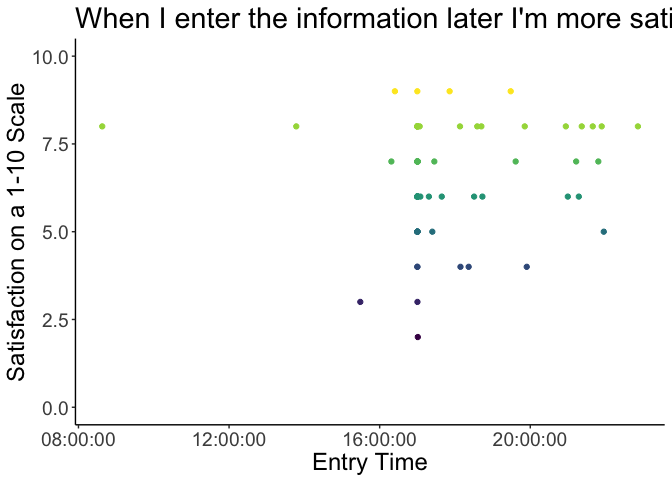 When I enter the information later I'm more
10.0
7.5
5.0
2.5
0.0
Satisfaction on a 1-10 Scale
08:00:00 12:00:00 16:00:00 20:00:00
Entry Time